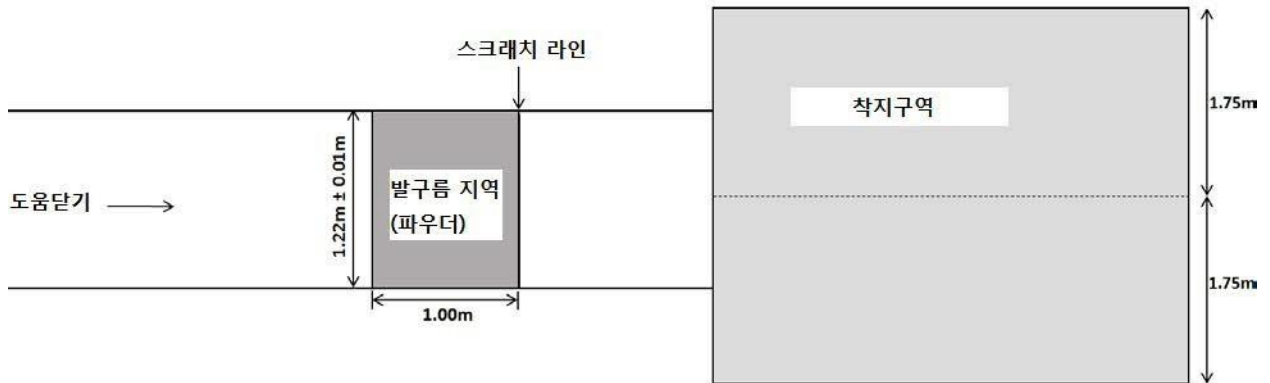 스크래치 라인
착지구역
1.75m
도움닫기
1.22m ± 0.01m
발구름 지역
(파우더)
1.00m
1.75m